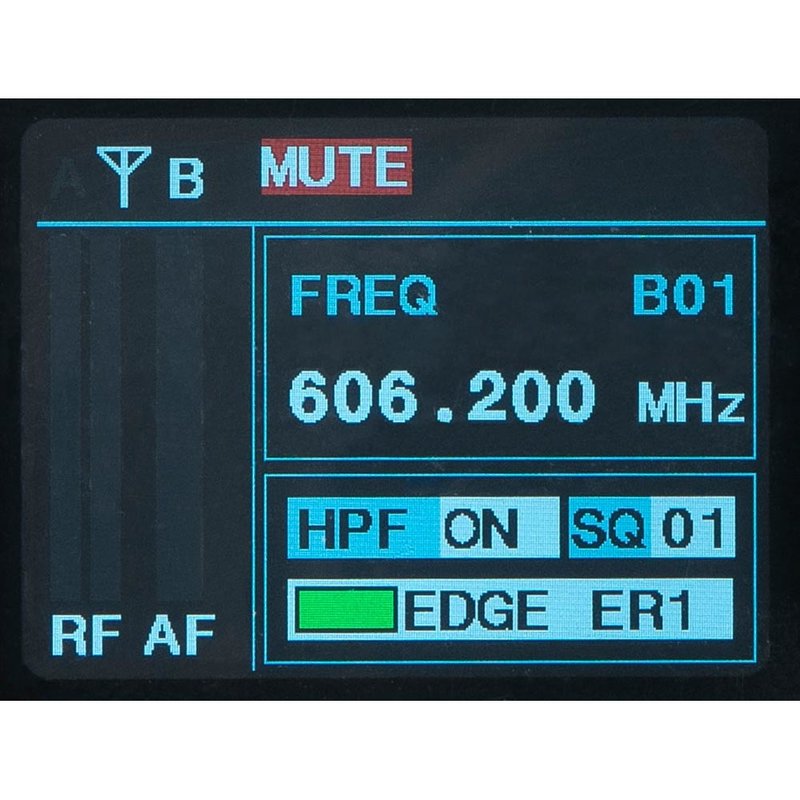 A B MUTE
FREQ B01
606.200 MHz
HPF ON SQ 01
EDGE ER1
RF AF